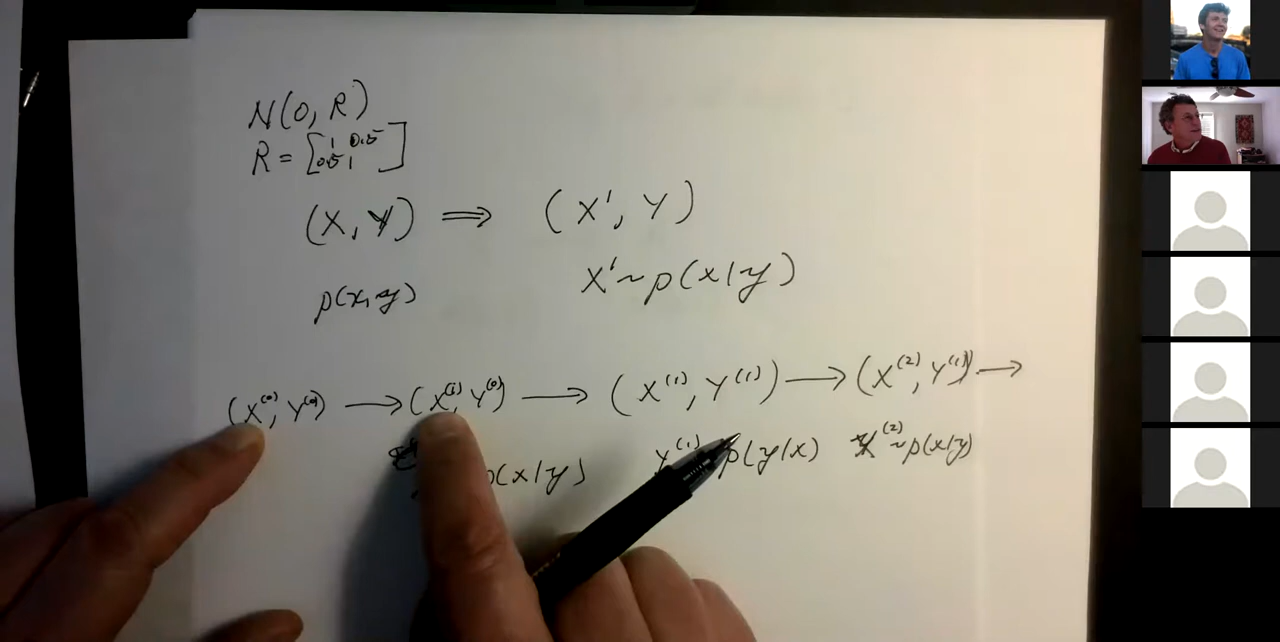 N(0, R)
R = [1 0.5
0.5 1]
(X, Y) ⟹ (X', Y)
p(x, y)
X' ~ p(x|y)
(X⁽⁰⁾, Y⁽⁰⁾) → (X⁽¹⁾, Y⁽⁰⁾) → (X⁽¹⁾, Y⁽¹⁾) → (X⁽²⁾, Y⁽¹⁾) →
p(x|y) Y⁽¹⁾ p(y|x) X⁽²⁾ ~ p(x|y)